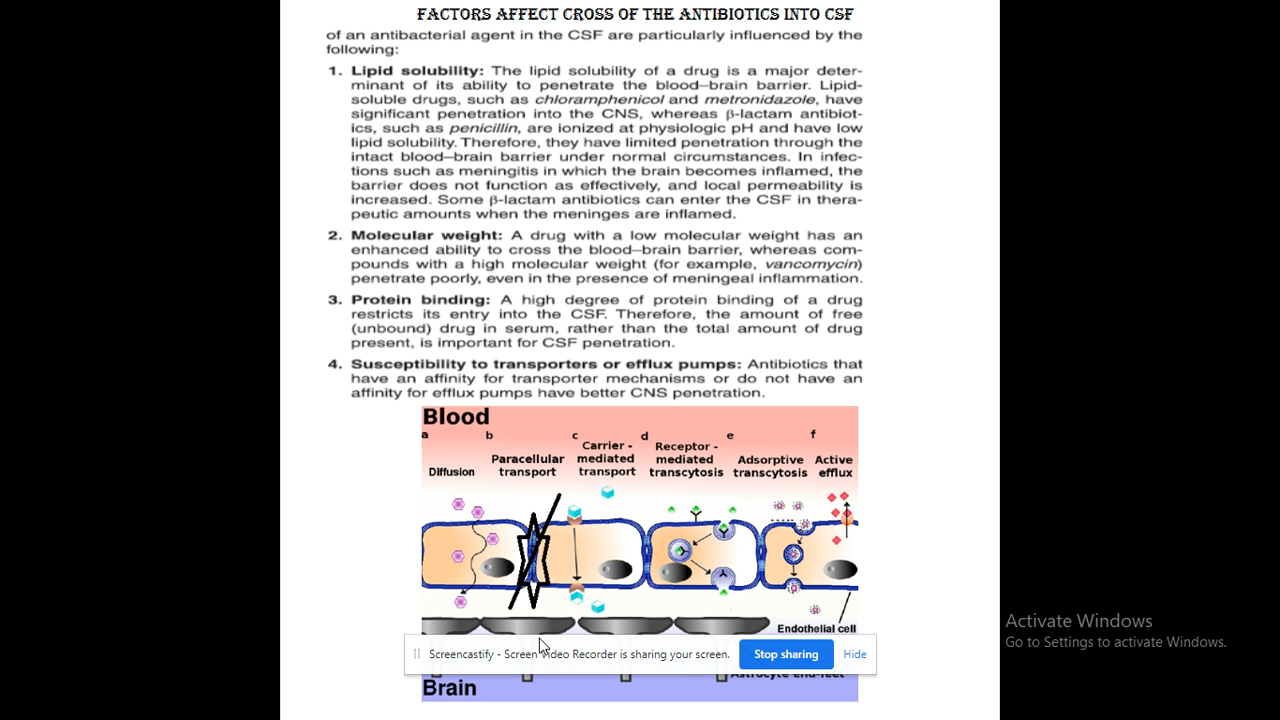 FACTORS AFFECT CROSS OF THE ANTIBIOTICS INTO CSF
of an antibacterial agent in the CSF are particularly influenced by the
following:
1. Lipid solubility: The lipid solubility of a drug is a major deter-
minant of its ability to penetrate the blood–brain barrier. Lipid-
soluble drugs, such as chloramphenicol and metronidazole, have
significant penetration into the CNS, whereas β-lactam antibiot-
ics, such as penicillin, are ionized at physiologic pH and have low
lipid solubility. Therefore, they have limited penetration through the
intact blood–brain barrier under normal circumstances. In infec-
tions such as meningitis in which the brain becomes inflamed, the
barrier does not function as effectively, and local permeability is
increased. Some β-lactam antibiotics can enter the CSF in thera-
peutic amounts when the meninges are inflamed.
2. Molecular weight: A drug with a low molecular weight has an
enhanced ability to cross the blood–brain barrier, whereas com-
pounds with a high molecular weight (for example, vancomycin)
penetrate poorly, even in the presence of meningeal inflammation.
3. Protein binding: A high degree of protein binding of a drug
restricts its entry into the CSF. Therefore, the amount of free
(unbound) drug in serum, rather than the total amount of drug
present, is important for CSF penetration.
4. Susceptibility to transporters or efflux pumps: Antibiotics that
have an affinity for transporter mechanisms or do not have an
affinity for efflux pumps have better CNS penetration.
Blood
a
Diffusion
b
Paracellular
transport
c
Carrier -
mediated
transport
d
Receptor -
mediated
transcytosis
e
Adsorptive
transcytosis
f
Active
efflux
Endothelial cell
Screencastify - Screen Video Recorder is sharing your screen.
Stop sharing
Hide
Astrocyte end-feet
Brain
Activate Windows
Go to Settings to activate Windows.